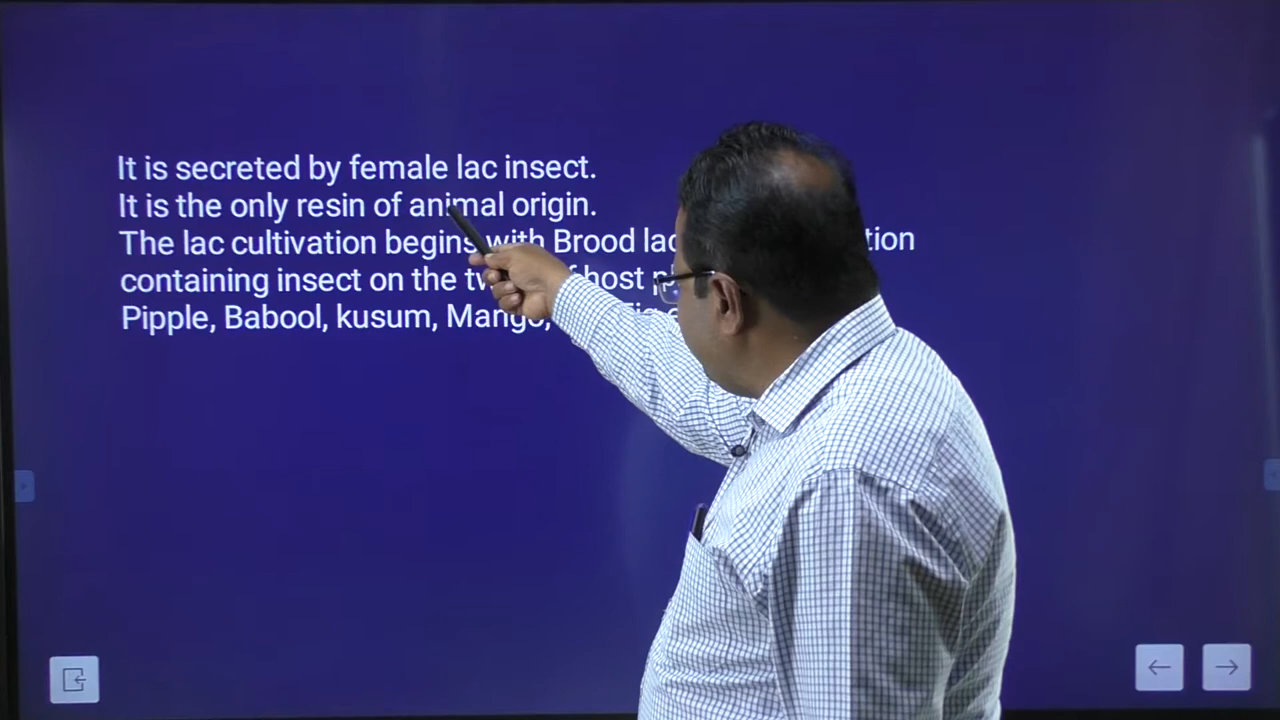 It is secreted by female lac insect.
It is the only resin of animal origin.
The lac cultivation begins with Brood lac
containing insect on the host
Pipple, Babool, kusum, Mango,